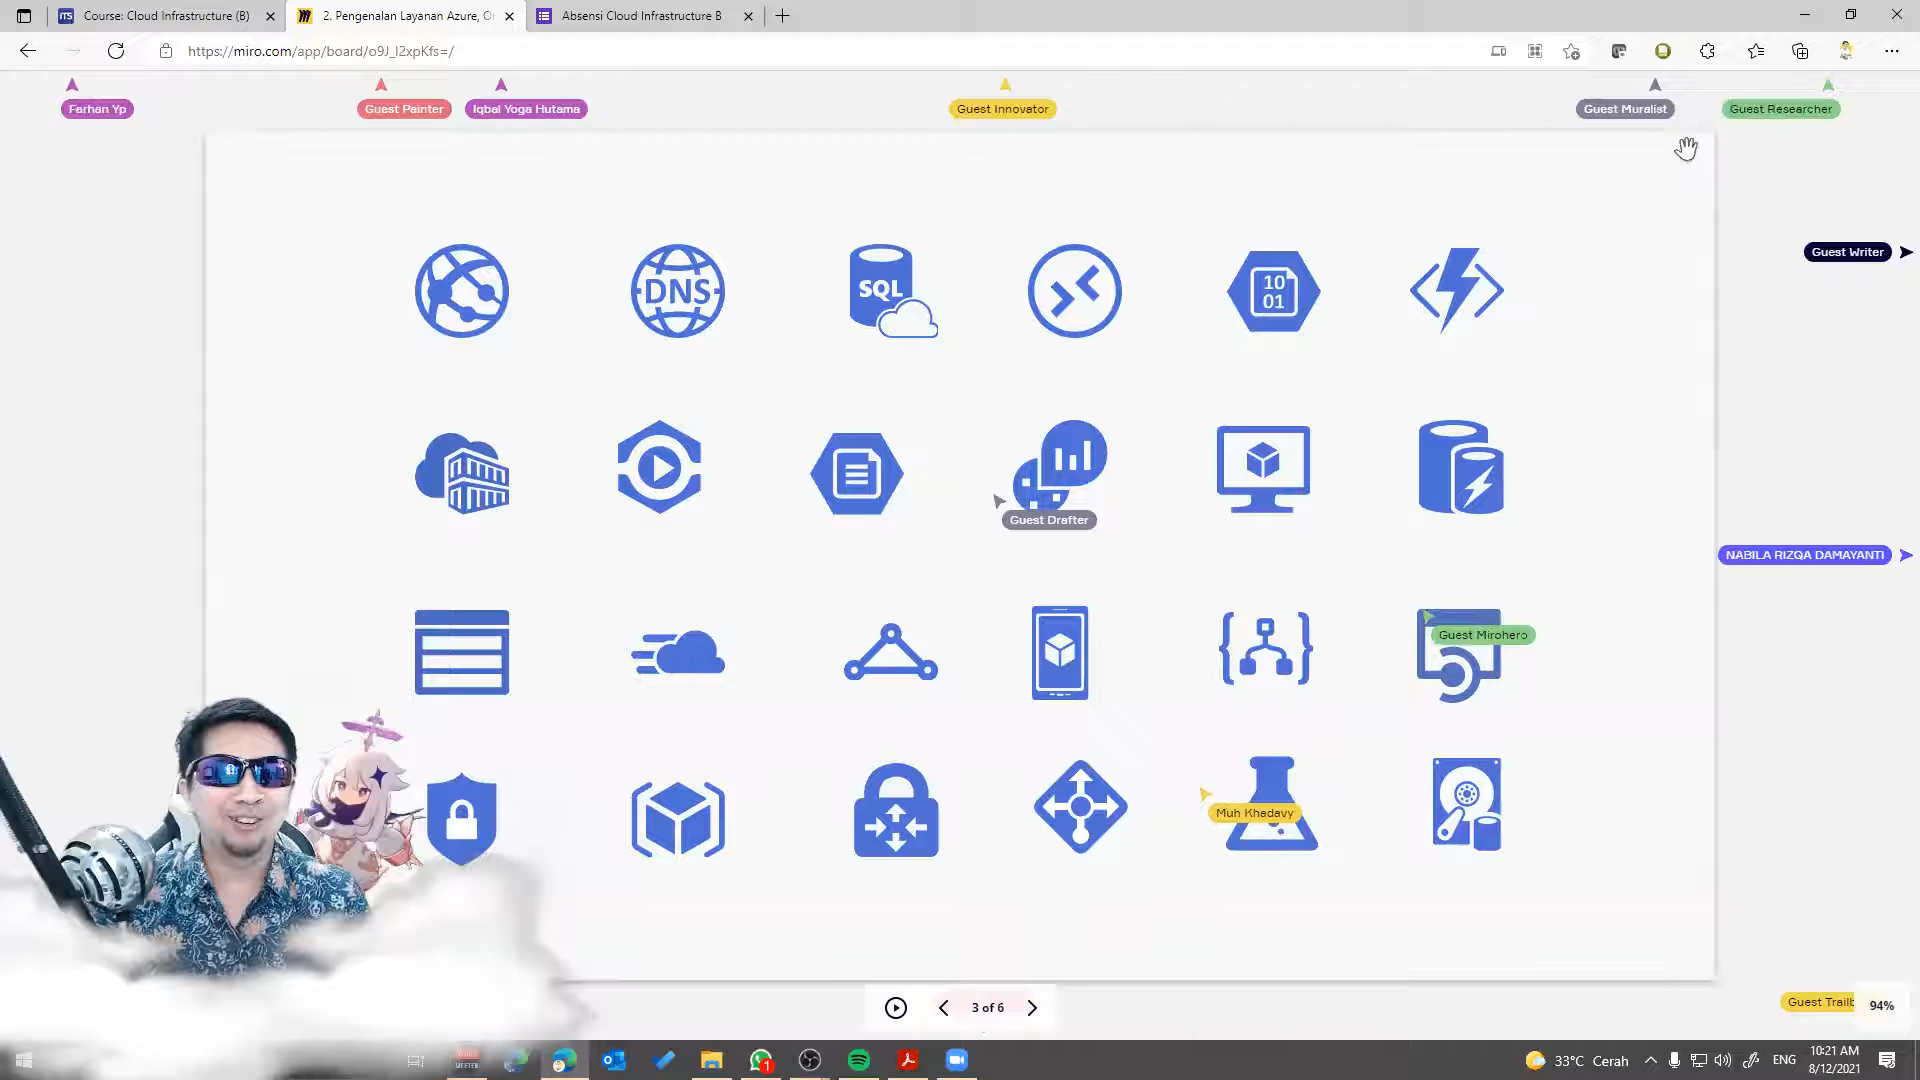 Course: Cloud Infrastructure (B)
2. Pengenalan Layanan Azure, O
Absensi Cloud Infrastructure B
https://miro.com/app/board/o9J_l2xpKfs=/
Farhan Yp
Guest Painter
Iqbal Yoga Hutama
Guest Innovator
Guest Muralist
Guest Researcher
Guest Writer
DNS
SQL
10
01
Guest Drafter
NABILA RIZQA DAMAYANTI
Guest Mirohero
Muh Khadavy
3 of 6
Guest Trailb
94%
1
33°C Cerah
ENG
10:21 AM
8/12/2021